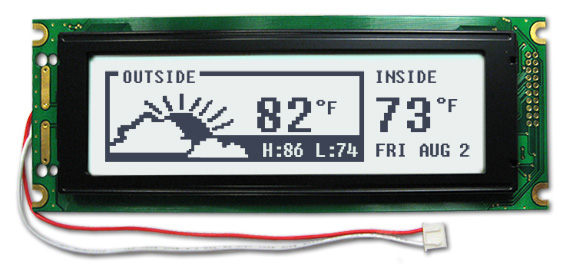 OUTSIDE
82°F
H:86 L:74
INSIDE
73°F
FRI AUG 2